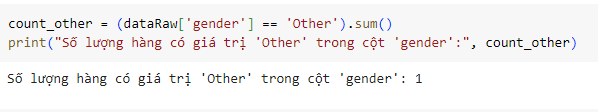 count_other = (dataRaw['gender'] == 'Other').sum()
print("Số lượng hàng có giá trị 'Other' trong cột 'gender':", count_other)
Số lượng hàng có giá trị 'Other' trong cột 'gender': 1